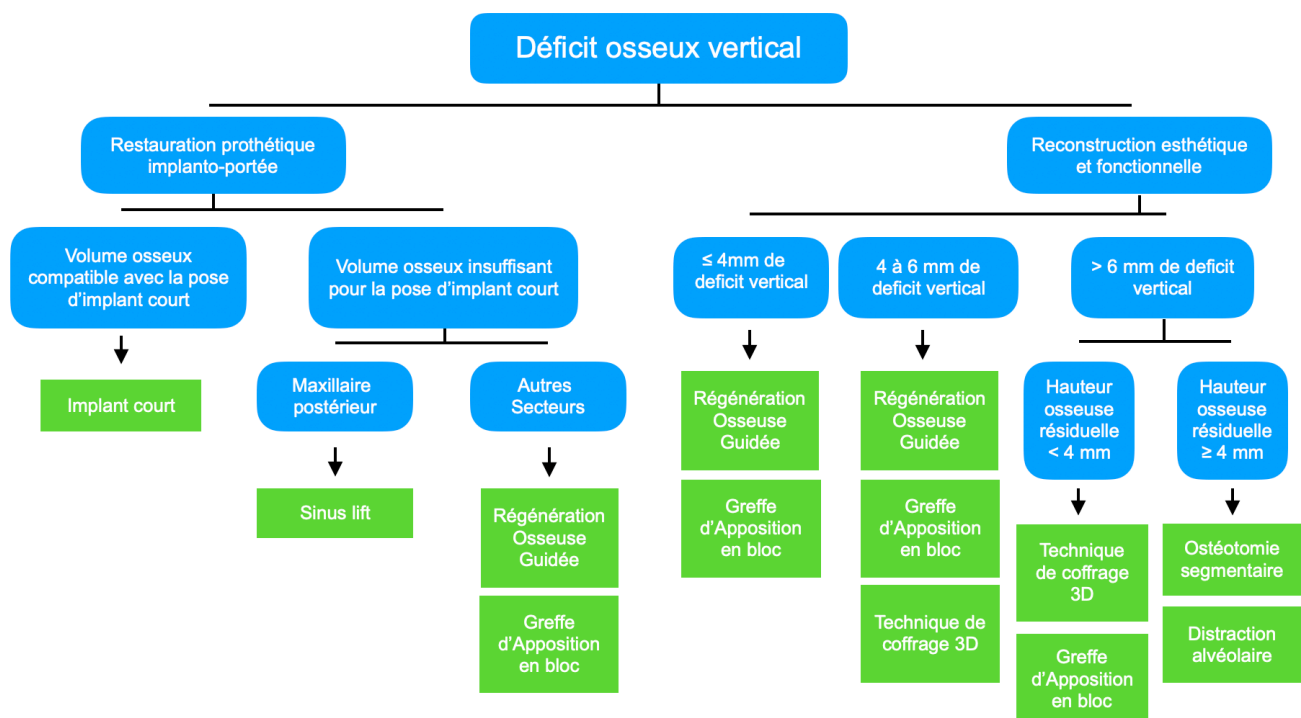 Déficit osseux vertical
Restauration prothétique
implanto-portée
Reconstruction esthétique
et fonctionnelle
Volume osseux
compatible avec la pose
d'implant court
Volume osseux insuffisant
pour la pose d'implant court
≤ 4mm de
deficit vertical
4 à 6 mm de
deficit vertical
> 6 mm de deficit
vertical
Implant court
Maxillaire
postérieur
Autres
Secteurs
Sinus lift
Régénération
Osseuse
Guidée
Greffe
d'Apposition
en bloc
Régénération
Osseuse
Guidée
Greffe
d'Apposition
en bloc
Régénération
Osseuse
Guidée
Greffe
d'Apposition
en bloc
Technique de
coffrage 3D
Hauteur
osseuse
résiduelle
< 4 mm
Hauteur
osseuse
résiduelle
≥ 4 mm
Technique
de coffrage
3D
Greffe
d'Apposition
en bloc
Ostéotomie
segmentaire
Distraction
alvéolaire